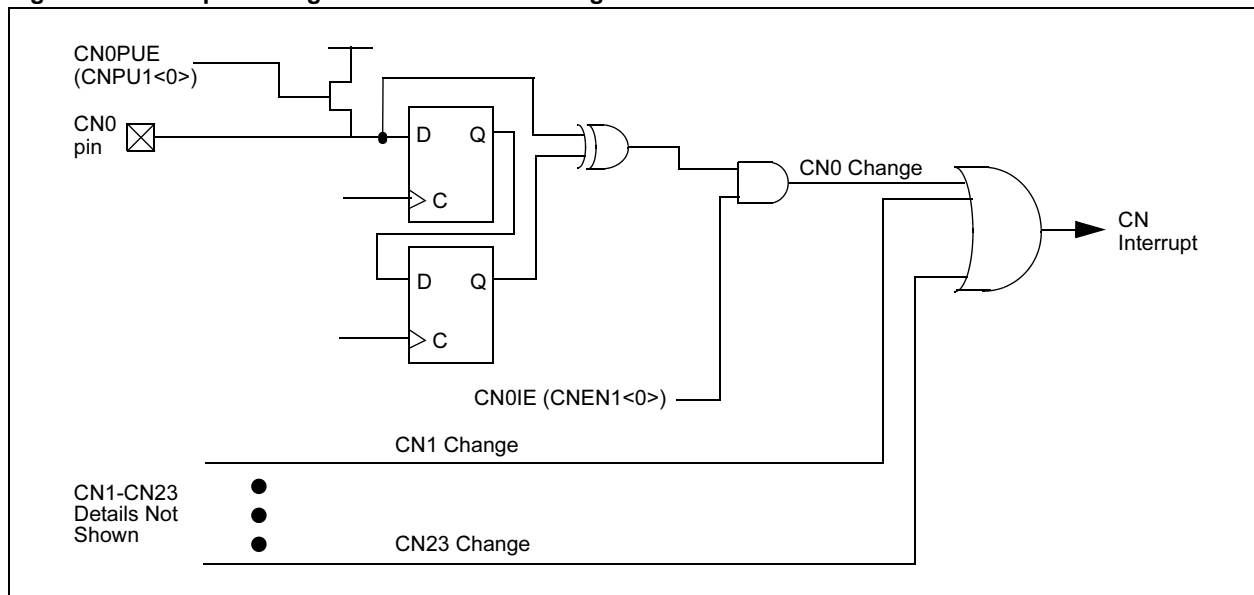 CN0PUE
(CNPU1<0>)
CN0
pin
D Q
C
D Q
C
CN0 Change
CN
Interrupt
CN0IE (CNEN1<0>)
CN1 Change
CN1-CN23
Details Not
Shown
CN23 Change